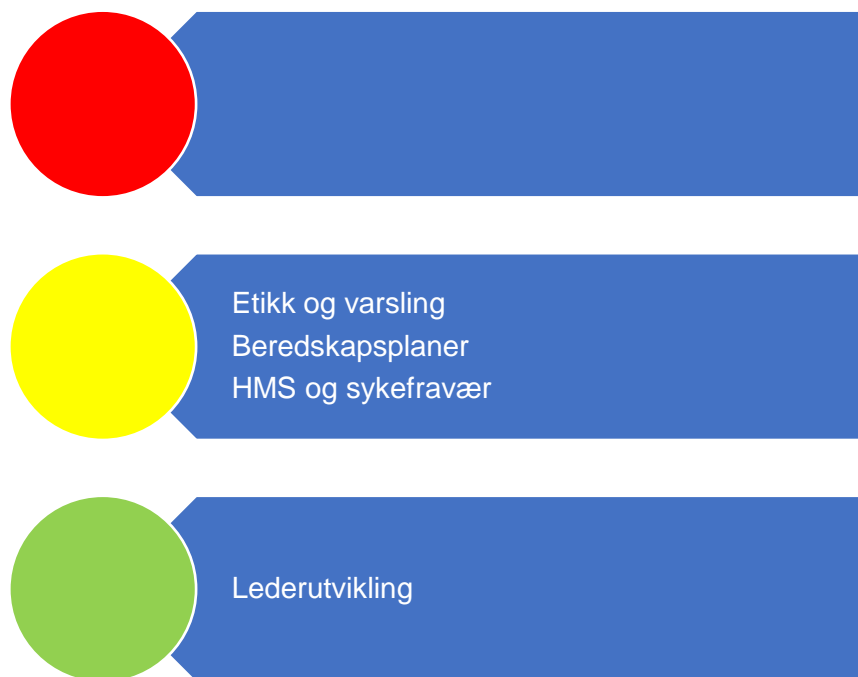 Etikk og varsling
Beredskapsplaner
HMS og sykefravær
Lederutvikling